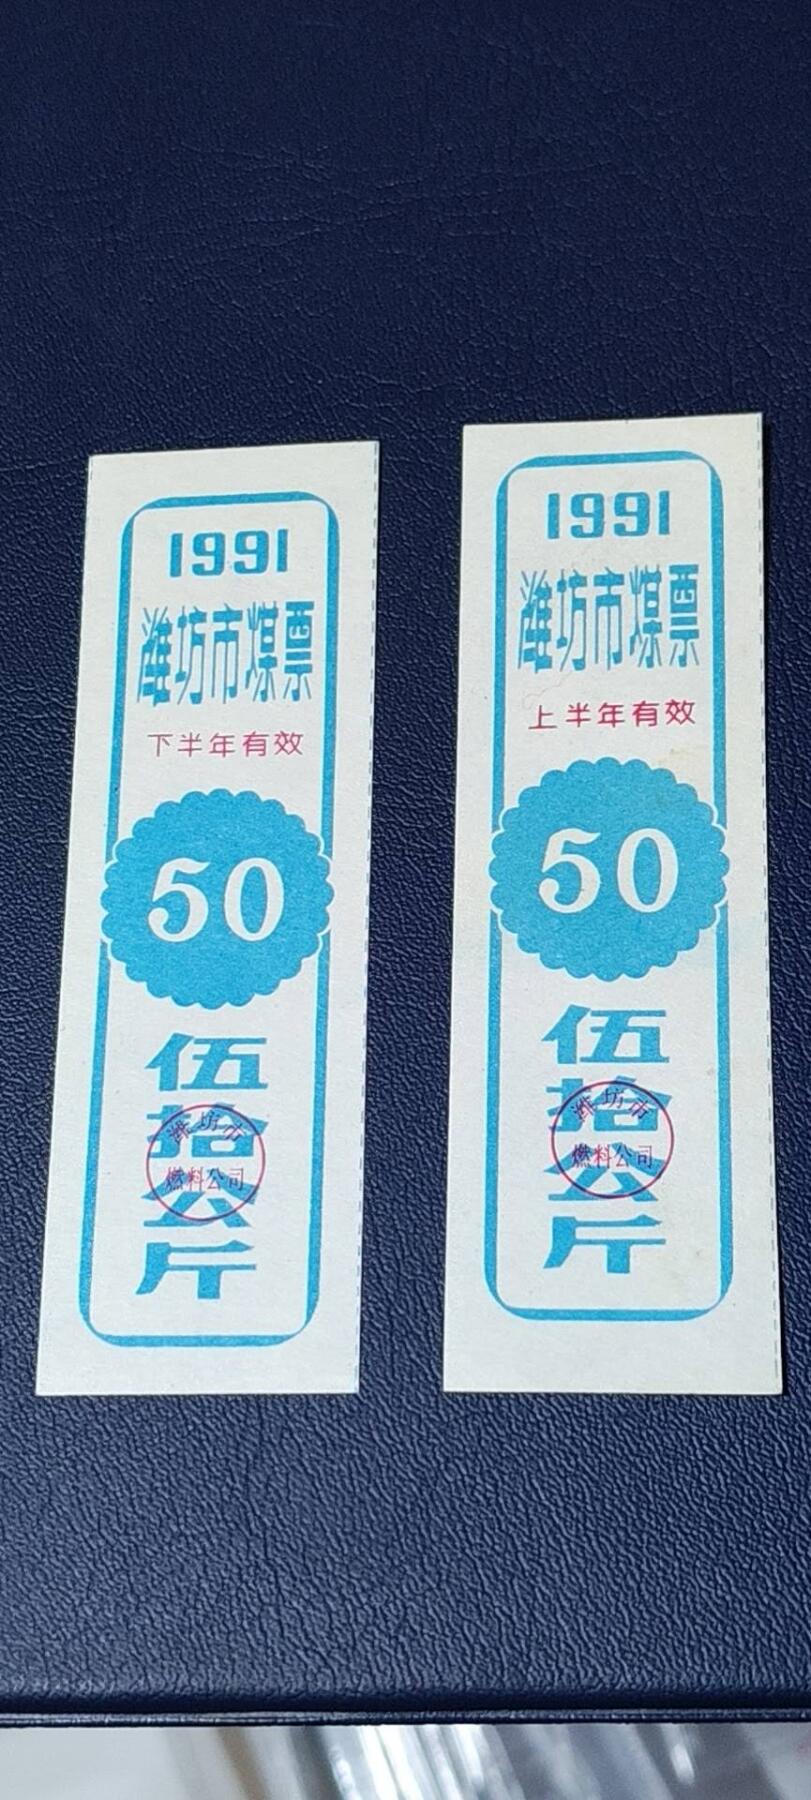 1991
潍坊市煤票
下半年有效
50
伍拾公斤
潍坊市
燃料公司
1991
潍坊市煤票
上半年有效
50
伍拾公斤
潍坊市
燃料公司